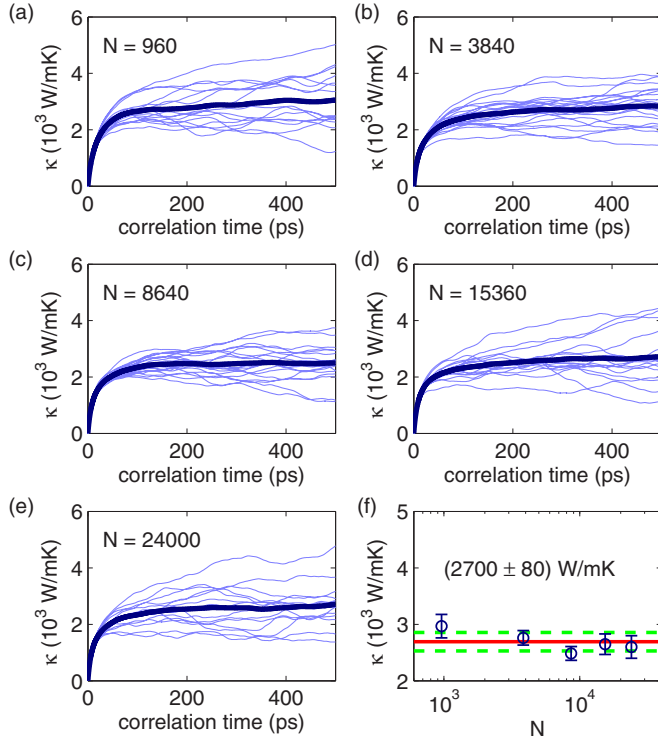 (a)
N = 960
6
4
2
0
κ (10³ W/mK)
0 200 400
correlation time (ps)
(b)
N = 3840
6
4
2
0
κ (10³ W/mK)
0 200 400
correlation time (ps)
(c)
N = 8640
6
4
2
0
κ (10³ W/mK)
0 200 400
correlation time (ps)
(d)
N = 15360
6
4
2
0
κ (10³ W/mK)
0 200 400
correlation time (ps)
(e)
N = 24000
6
4
2
0
κ (10³ W/mK)
0 200 400
correlation time (ps)
(f)
(2700 ± 80) W/mK
5
4
3
2
κ (10³ W/mK)
10³ 10⁴
N